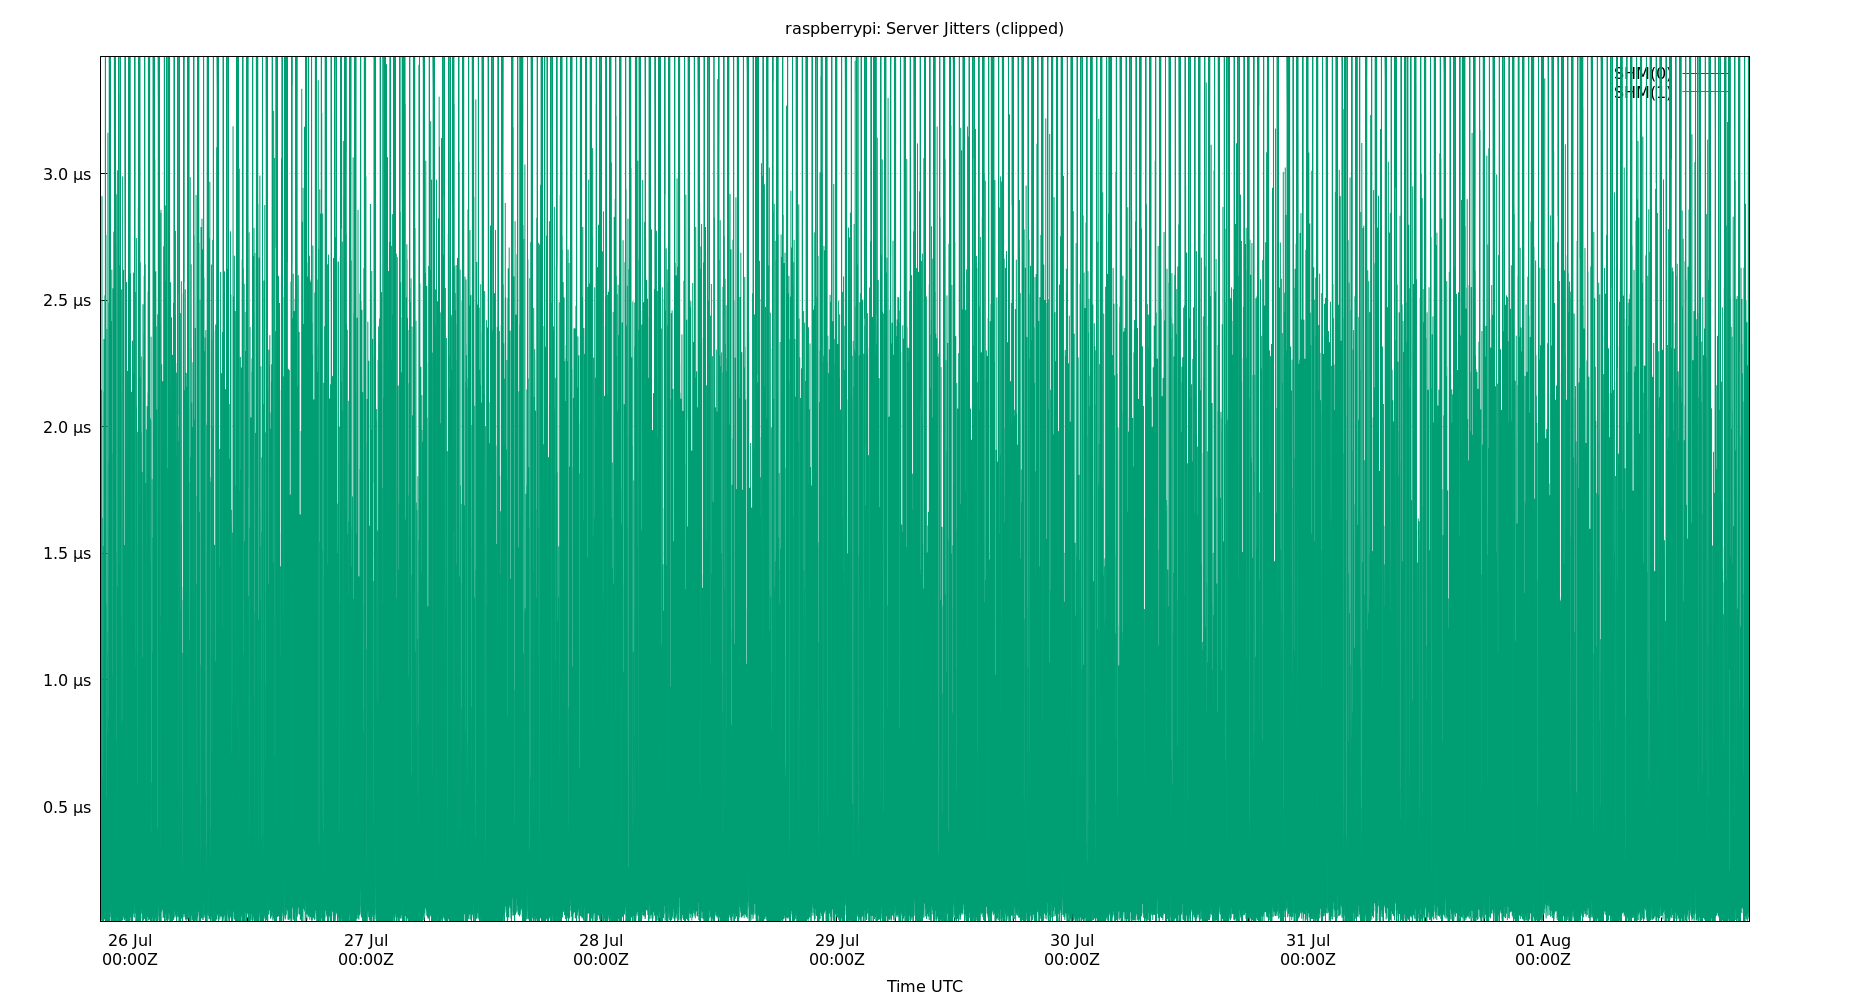 raspberrypi: Server Jitters (clipped)
SHM(0)
SHM(1)
3.0 μs
2.5 μs
2.0 μs
1.5 μs
1.0 μs
0.5 μs
26 Jul 27 Jul 28 Jul 29 Jul 30 Jul 31 Jul 01 Aug
00:00Z 00:00Z 00:00Z 00:00Z 00:00Z 00:00Z 00:00Z
Time UTC